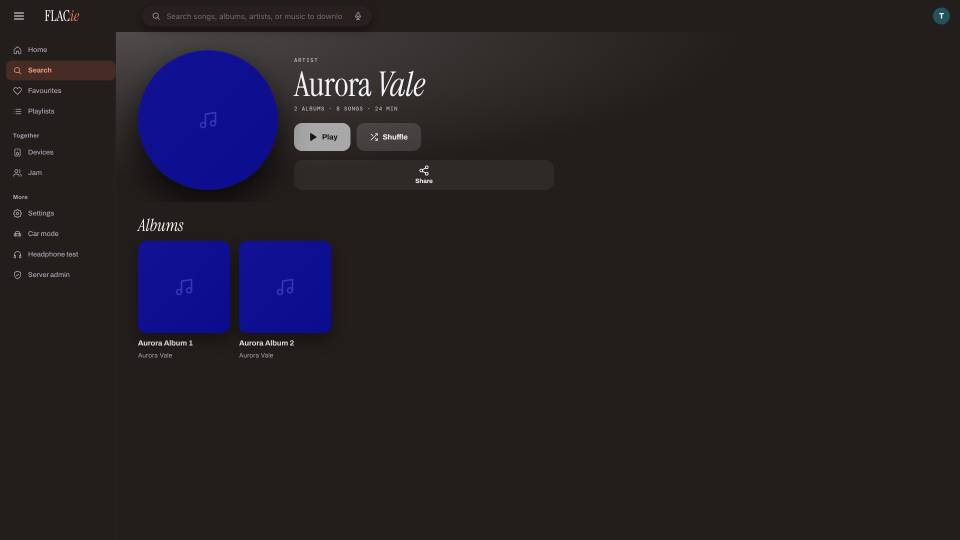 FLACie
Search songs, albums, artists, or music to downlo
T
Home
Search
Favourites
Playlists
Together
Devices
Jam
More
Settings
Car mode
Headphone test
Server admin
ARTIST
Aurora Vale
2 ALBUMS · 8 SONGS · 24 MIN
Play
Shuffle
Share
Albums
Aurora Album 1
Aurora Vale
Aurora Album 2
Aurora Vale